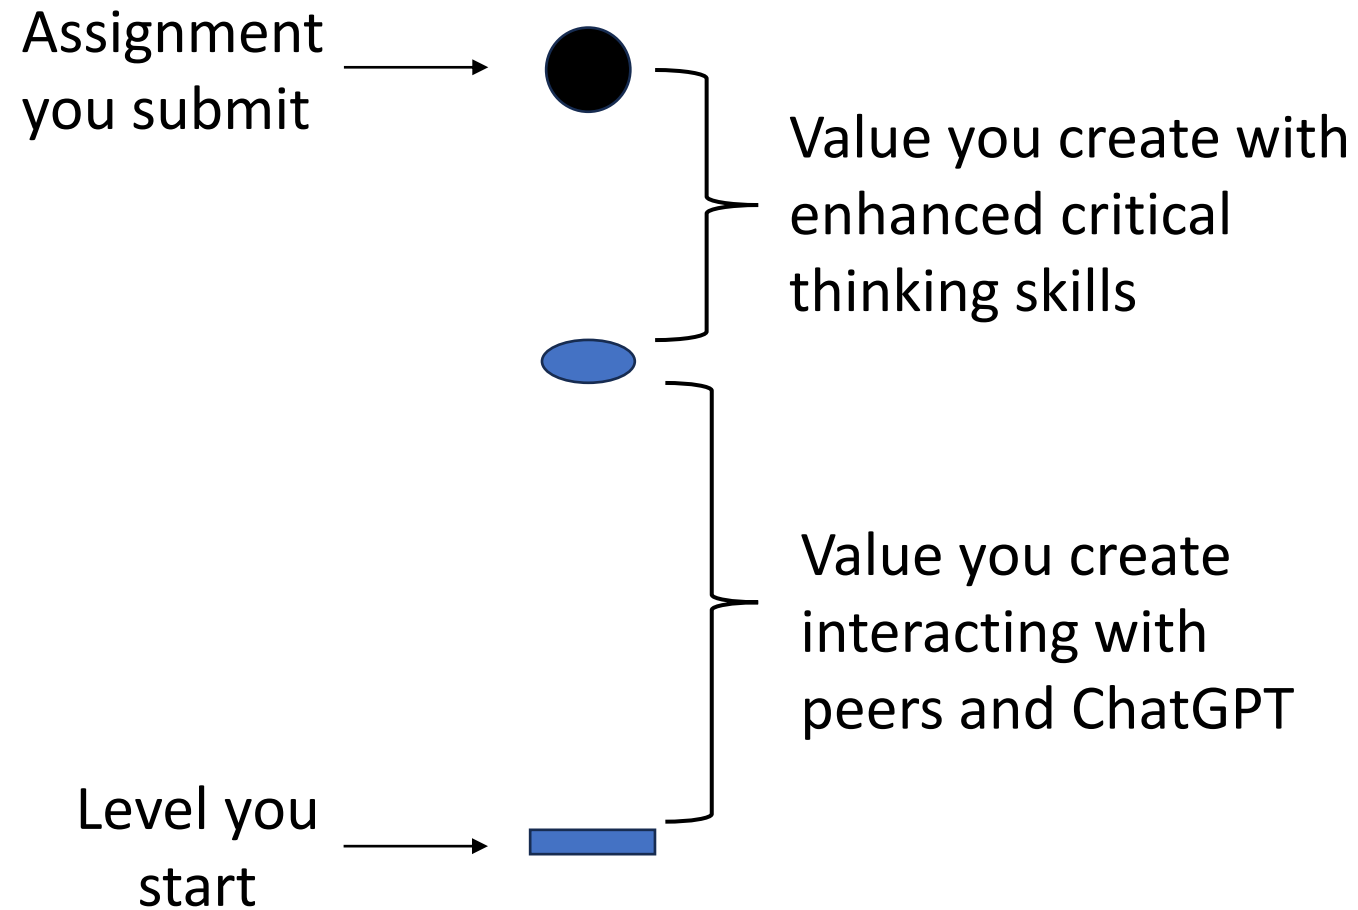 Assignment
you submit
Value you create with
enhanced critical
thinking skills
Value you create
interacting with
peers and ChatGPT
Level you
start